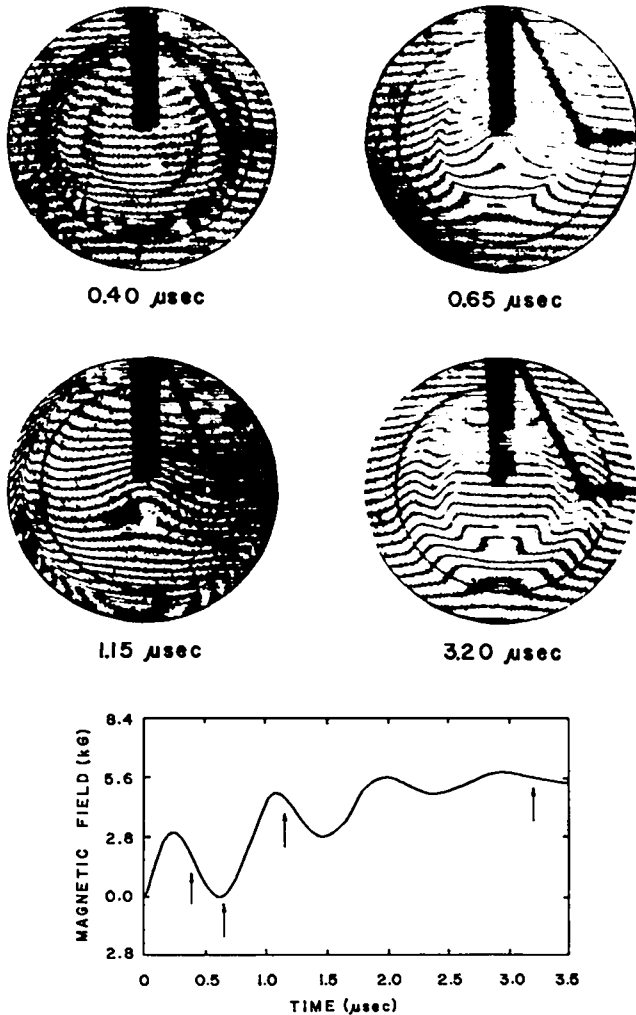 0.40 μsec
0.65 μsec
1.15 μsec
3.20 μsec
MAGNETIC FIELD (kG)
8.4
5.6
2.8
0.0
2.8
0 0.5 1.0 1.5 2.0 2.5 3.0 3.5
TIME (μsec)